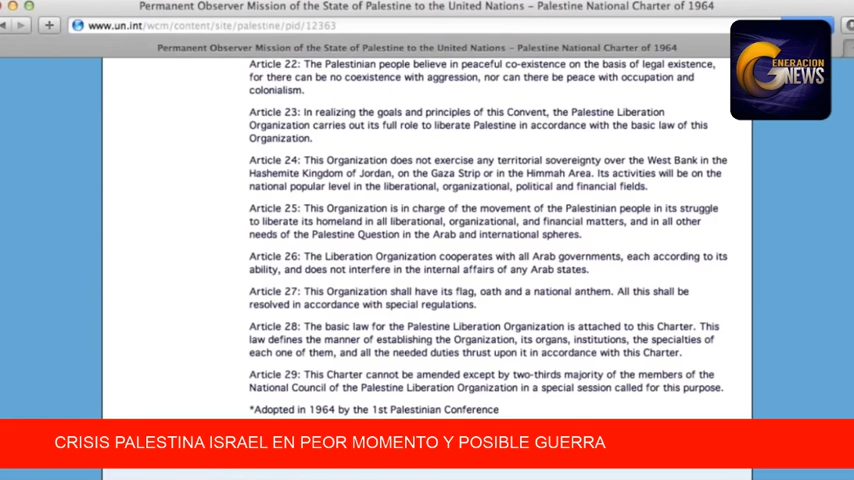 Permanent Observer Mission of the State of Palestine to the United Nations – Palestine National Charter of 1964
www.un.int/wcm/content/site/palestine/pid/12363
Permanent Observer Mission of the State of Palestine to the United Nations – Palestine National Charter of 1964
GENERACION
NEWS
Article 22: The Palestinian people believe in peaceful co-existence on the basis of legal existence,
for there can be no coexistence with aggression, nor can there be peace with occupation and
colonialism.
Article 23: In realizing the goals and principles of this Convent, the Palestine Liberation
Organization carries out its full role to liberate Palestine in accordance with the basic law of this
Organization.
Article 24: This Organization does not exercise any territorial sovereignty over the West Bank in the
Hashemite Kingdom of Jordan, on the Gaza Strip or in the Himmah Area. Its activities will be on the
national popular level in the liberational, organizational, political and financial fields.
Article 25: This Organization is in charge of the movement of the Palestinian people in its struggle
to liberate its homeland in all liberational, organizational, and financial matters, and in all other
needs of the Palestine Question in the Arab and international spheres.
Article 26: The Liberation Organization cooperates with all Arab governments, each according to its
ability, and does not interfere in the internal affairs of any Arab states.
Article 27: This Organization shall have its flag, oath and a national anthem. All this shall be
resolved in accordance with special regulations.
Article 28: The basic law for the Palestine Liberation Organization is attached to this Charter. This
law defines the manner of establishing the Organization, its organs, institutions, the specialties of
each one of them, and all the needed duties thrust upon it in accordance with this Charter.
Article 29: This Charter cannot be amended except by two-thirds majority of the members of the
National Council of the Palestine Liberation Organization in a special session called for this purpose.
*Adopted in 1964 by the 1st Palestinian Conference
CRISIS PALESTINA ISRAEL EN PEOR MOMENTO Y POSIBLE GUERRA